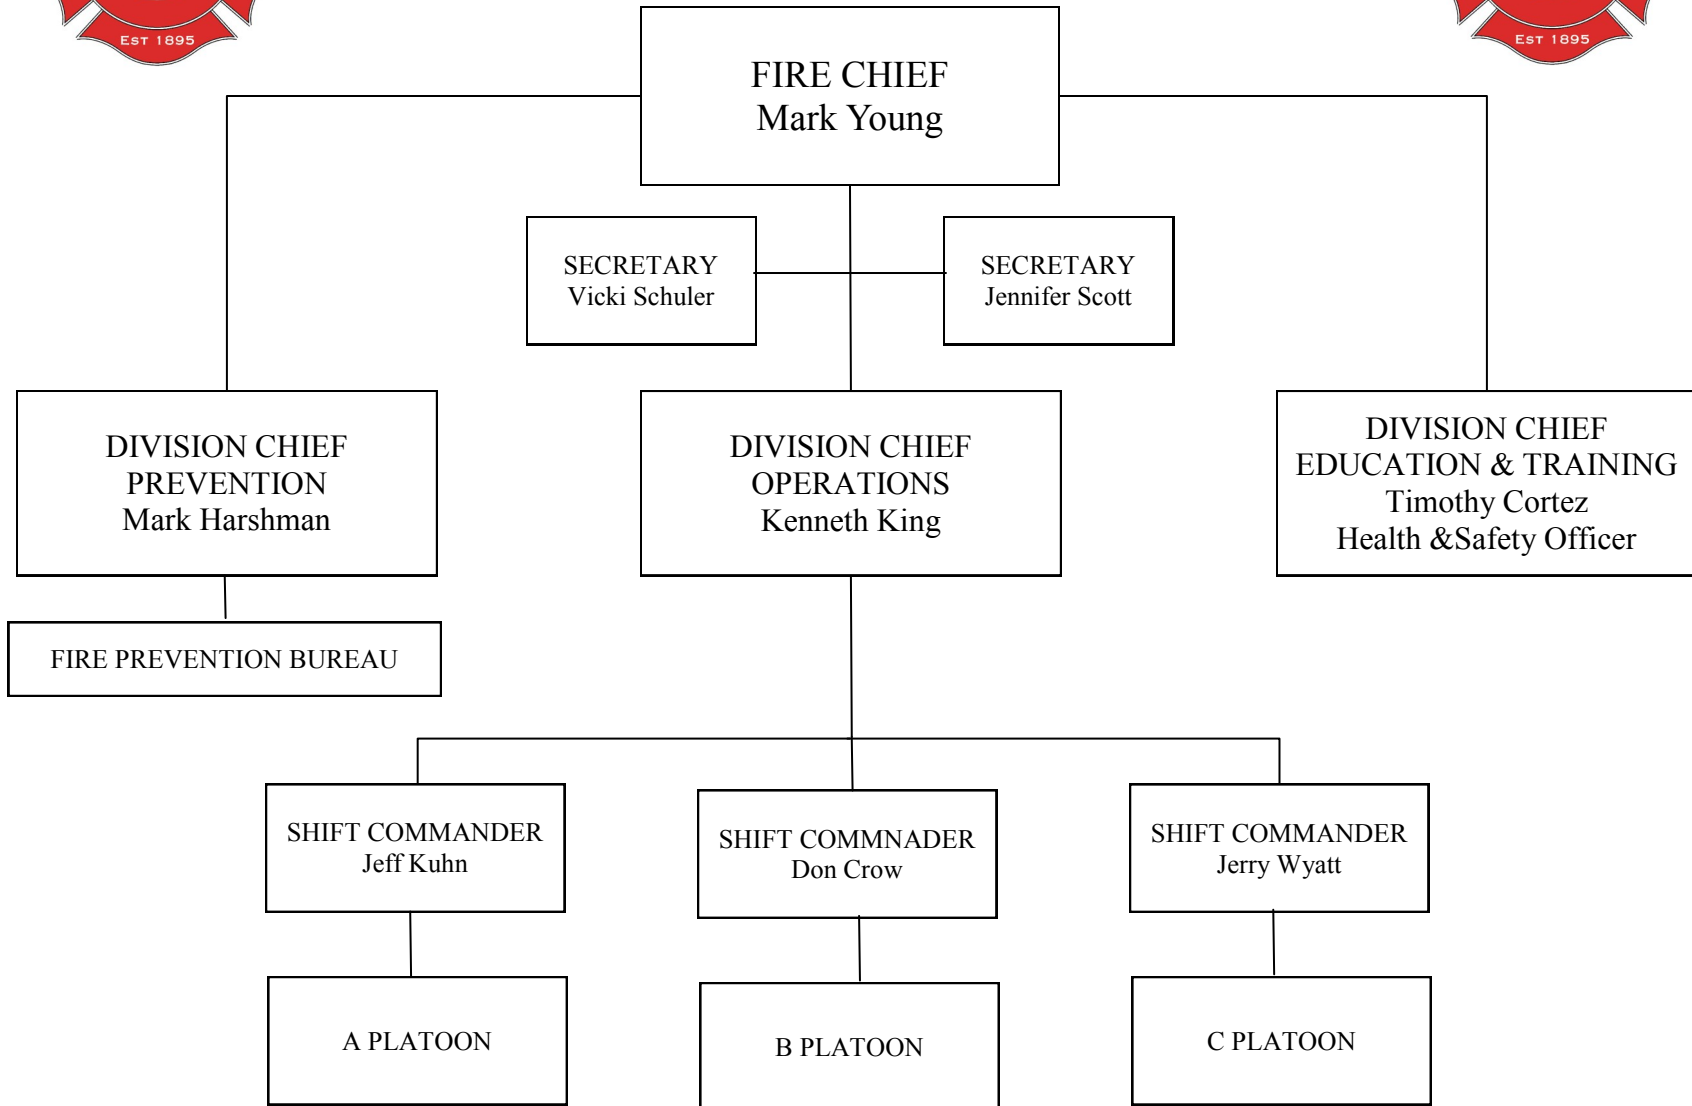 EST 1895
EST 1895
FIRE CHIEF
Mark Young
SECRETARY
Vicki Schuler
SECRETARY
Jennifer Scott
DIVISION CHIEF
PREVENTION
Mark Harshman
DIVISION CHIEF
OPERATIONS
Kenneth King
DIVISION CHIEF
EDUCATION & TRAINING
Timothy Cortez
Health &Safety Officer
FIRE PREVENTION BUREAU
SHIFT COMMANDER
Jeff Kuhn
SHIFT COMMNADER
Don Crow
SHIFT COMMANDER
Jerry Wyatt
A PLATOON
B PLATOON
C PLATOON